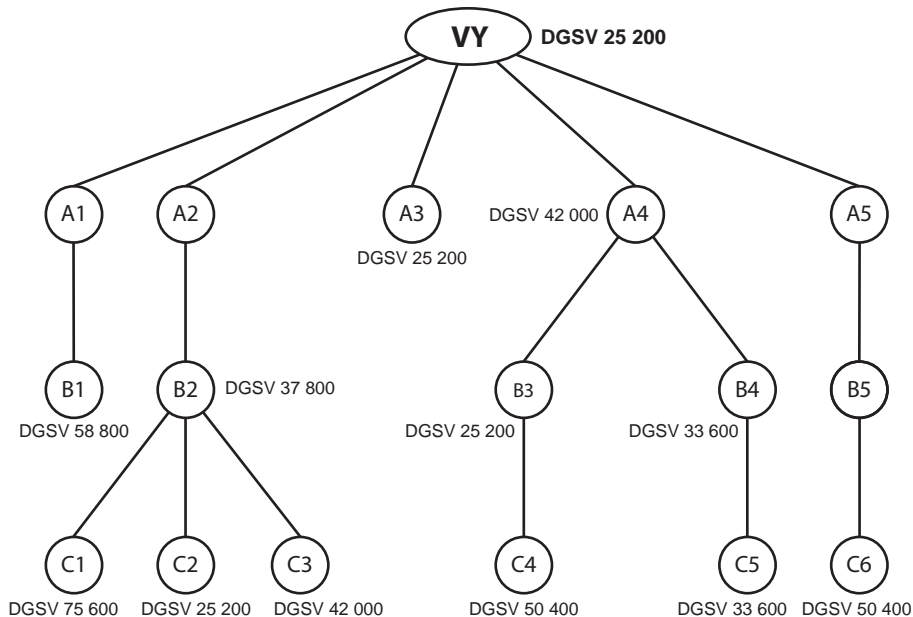 VY DGSV 25 200
A1 A2 A3 DGSV 42 000 A4 A5
DGSV 25 200
B1 B2 DGSV 37 800 B3 B4 B5
DGSV 58 800 DGSV 25 200 DGSV 33 600
C1 C2 C3 C4 C5 C6
DGSV 75 600 DGSV 25 200 DGSV 42 000 DGSV 50 400 DGSV 33 600 DGSV 50 400